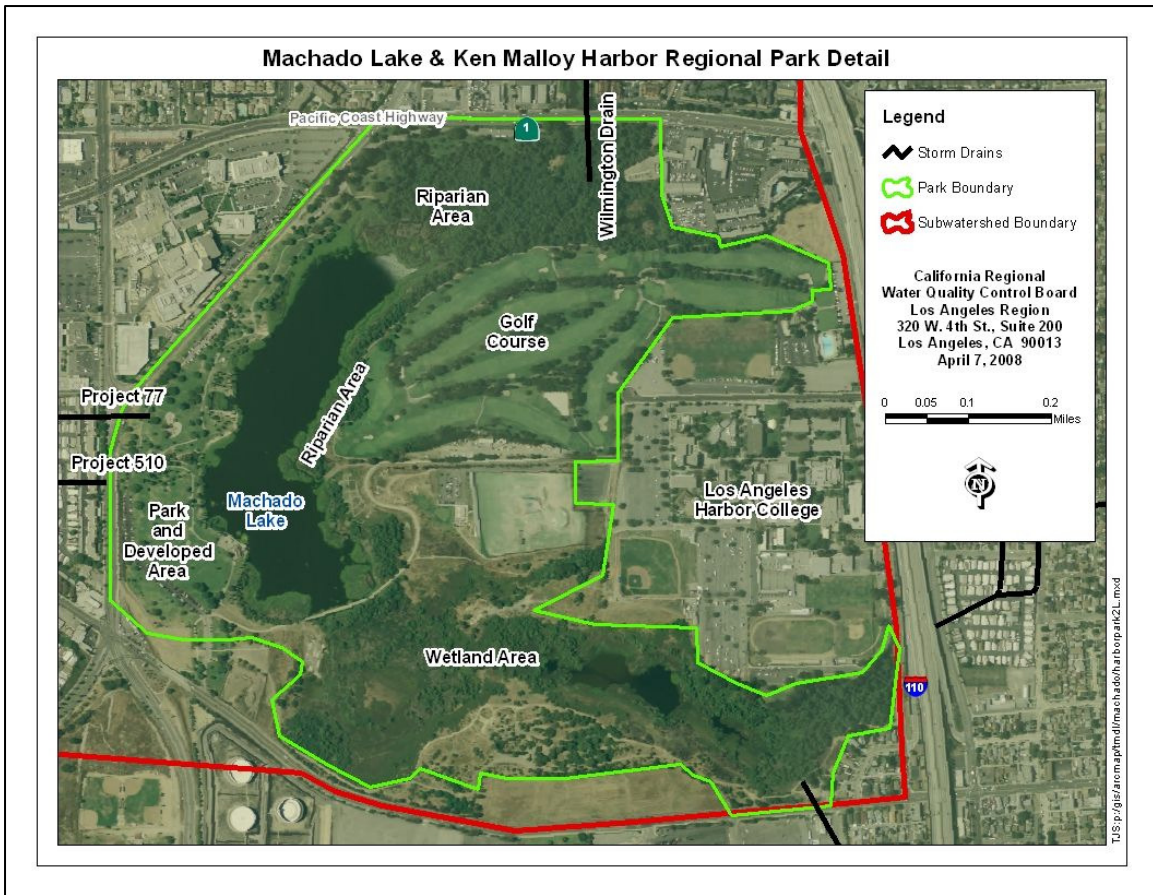 Machado Lake & Ken Malloy Harbor Regional Park Detail
Pacific Coast Highway
1
Wilmington Drain
Riparian
Area
Golf
Course
Riparian Area
Project 77
Project 510
Machado
Lake
Park
and
Developed
Area
Los Angeles
Harbor College
Wetland Area
110
Legend
Storm Drains
Park Boundary
Subwatershed Boundary
California Regional
Water Quality Control Board
Los Angeles Region
320 W. 4th St., Suite 200
Los Angeles, CA 90013
April 7, 2008
0 0.05 0.1 0.2
Miles
N
TJS:p:/gis/arcmap/tmdl/machado/harborpark2L.mxd